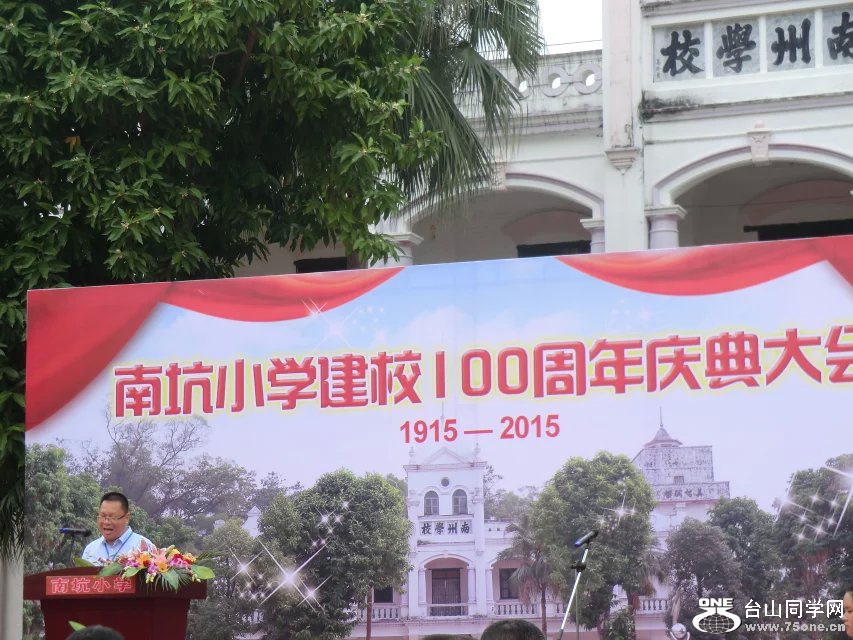 校學州南
南坑小学建校100周年庆典大会
1915—2015
校學州南
南坑小学
ONE 台山同学网
www.75one.cn